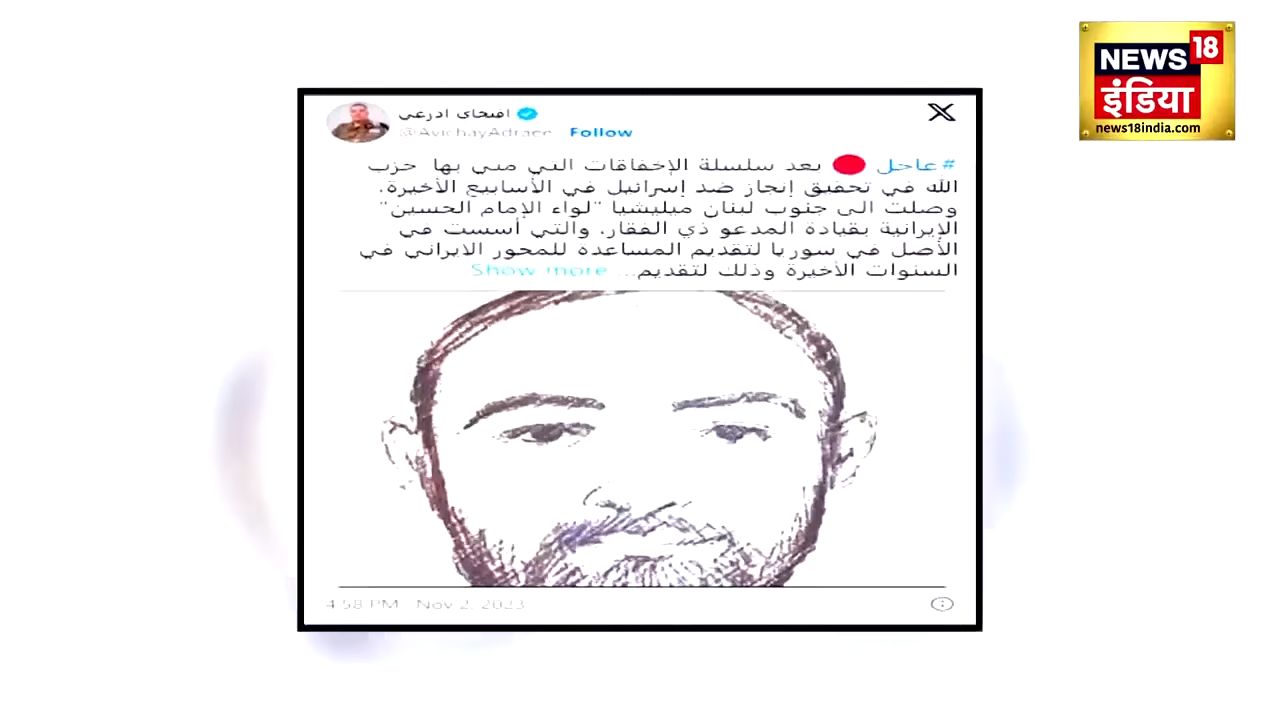 NEWS 18
इंडिया
news18india.com
افيخاي ادرعي
@AvichayAdraee Follow
#عاجل 🔴 بعد سلسلة الإخفاقات التي مني بها حزب
الله في تحقيق إنجاز ضد إسرائيل في الأسابيع الأخيرة،
وصلت الى جنوب لبنان ميليشيا "لواء الإمام الحسين"
الإيرانية بقيادة المدعو ذي الفقار، والتي أسست في
الأصل في سوريا لتقديم المساعدة للمحور الايراني في
السنوات الأخيرة وذلك لتقديم... Show more
4:58 PM · Nov 2, 2023